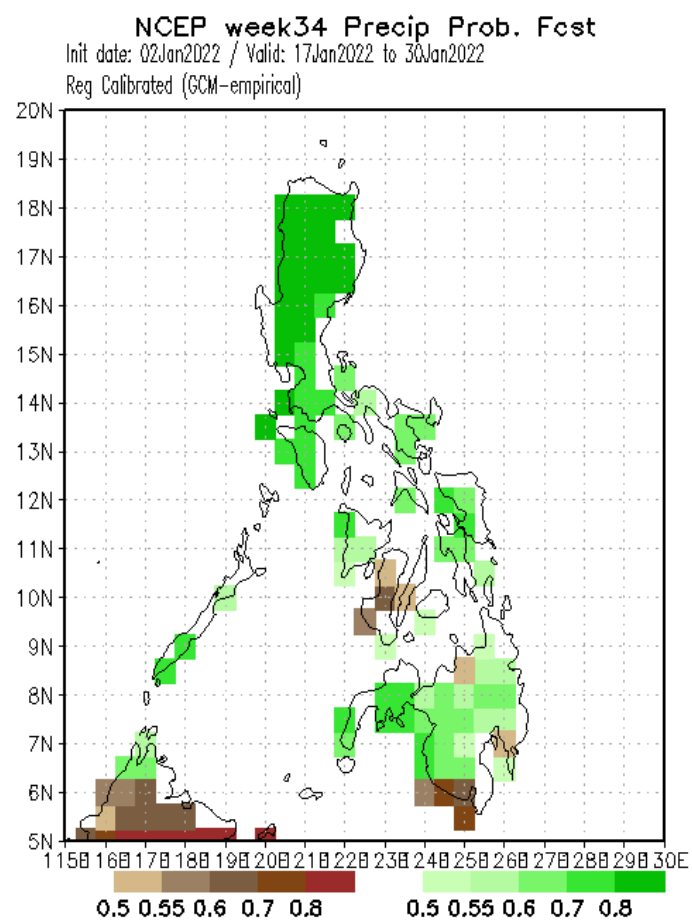 NCEP week34 Precip Prob. Fcst
Init date: 02Jan2022 / Valid: 17Jan2022 to 30Jan2022
Reg Calibrated (GCM-empirical)
20N
19N
18N
17N
16N
15N
14N
13N
12N
11N
10N
9N
8N
7N
6N
5N
115E 116E 117E 118E 119E 120E 121E 122E 123E 124E 125E 126E 127E 128E 129E 130E
0.5 0.55 0.6 0.7 0.8 0.5 0.55 0.6 0.7 0.8